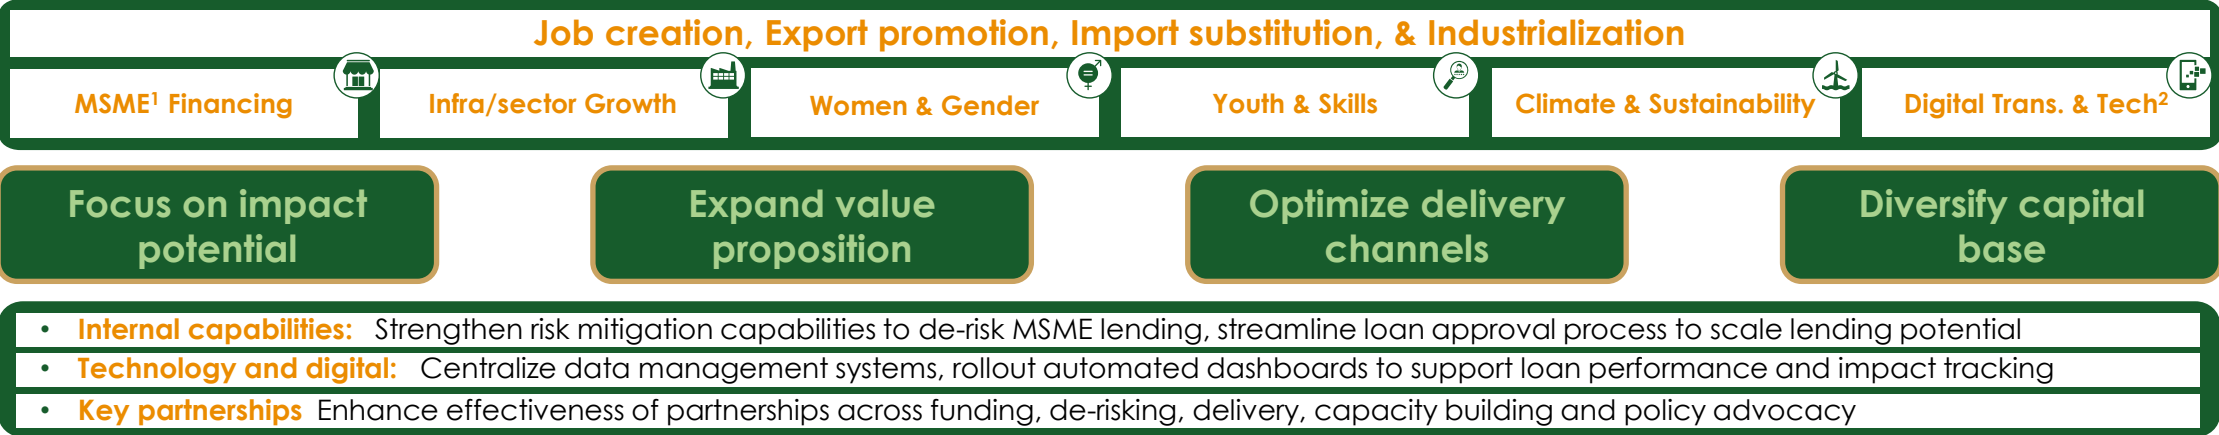 Job creation, Export promotion, Import substitution, & Industrialization
MSME¹ Financing
Infra/sector Growth
Women & Gender
Youth & Skills
Climate & Sustainability
Digital Trans. & Tech²
Focus on impact
potential
Expand value
proposition
Optimize delivery
channels
Diversify capital
base
• Internal capabilities: Strengthen risk mitigation capabilities to de-risk MSME lending, streamline loan approval process to scale lending potential
• Technology and digital: Centralize data management systems, rollout automated dashboards to support loan performance and impact tracking
• Key partnerships Enhance effectiveness of partnerships across funding, de-risking, delivery, capacity building and policy advocacy